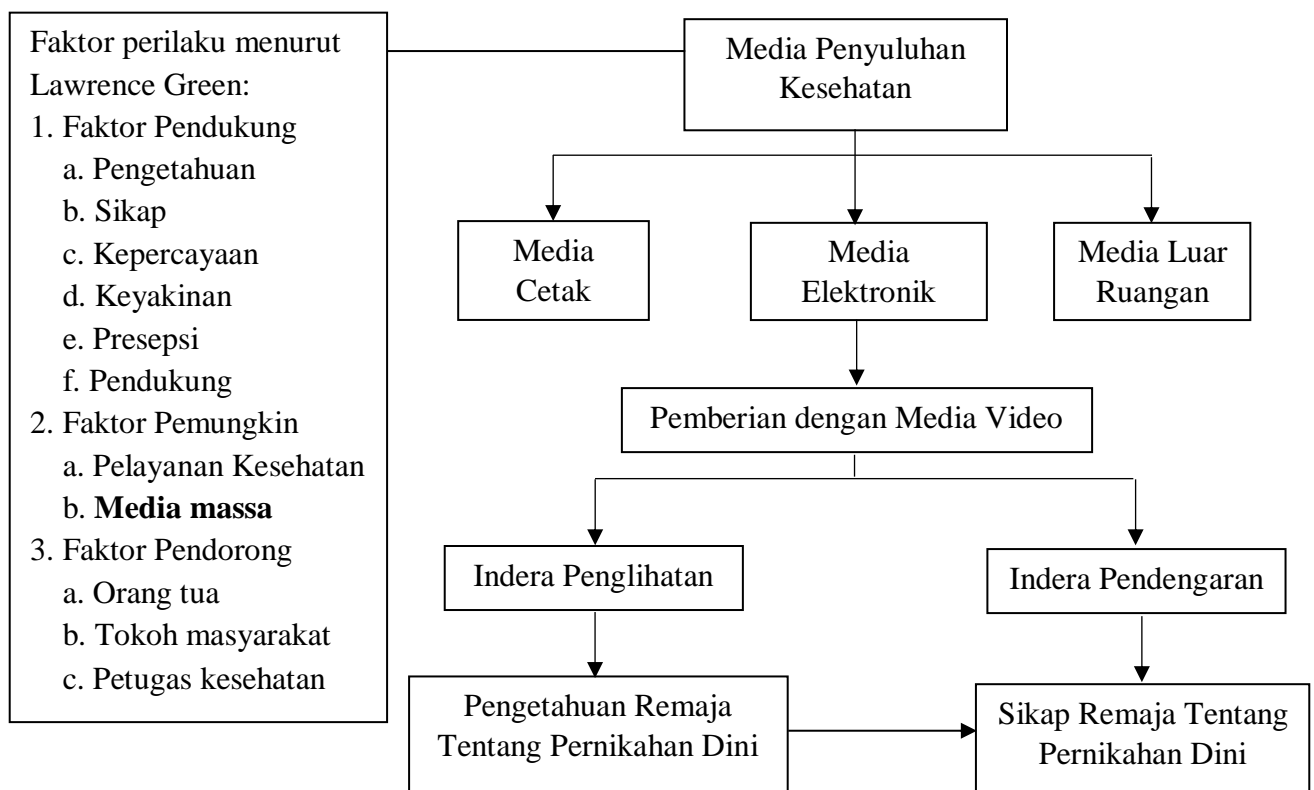 Faktor perilaku menurut
Lawrence Green:
1. Faktor Pendukung
a. Pengetahuan
b. Sikap
c. Kepercayaan
d. Keyakinan
e. Presepsi
f. Pendukung
2. Faktor Pemungkin
a. Pelayanan Kesehatan
b. Media massa
3. Faktor Pendorong
a. Orang tua
b. Tokoh masyarakat
c. Petugas kesehatan
Media Penyuluhan
Kesehatan
Media
Cetak
Media
Elektronik
Media Luar
Ruangan
Pemberian dengan Media Video
Indera Penglihatan
Indera Pendengaran
Pengetahuan Remaja
Tentang Pernikahan Dini
Sikap Remaja Tentang
Pernikahan Dini